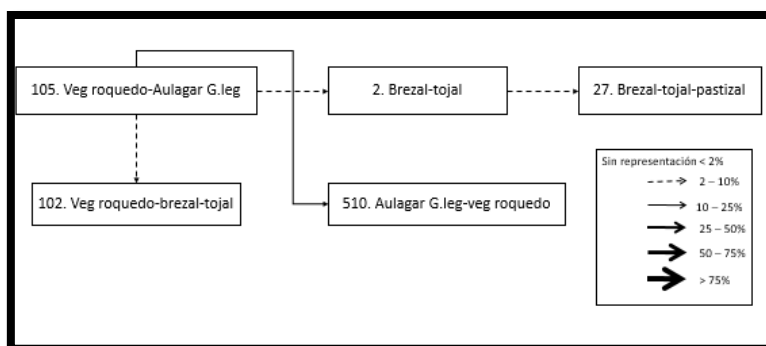 105. Veg roquedo-Aulagar G.leg
2. Brezal-tojal
27. Brezal-tojal-pastizal
102. Veg roquedo-brezal-tojal
510. Aulagar G.leg-veg roquedo
Sin representación < 2%
2 – 10%
10 – 25%
25 – 50%
50 – 75%
> 75%